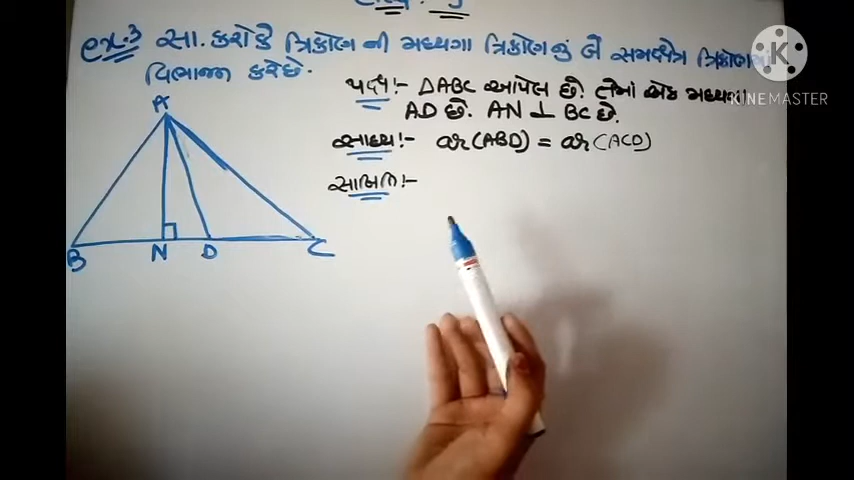 ex.3 સા. કરો કે ત્રિકોણ ની મધ્યગા ત્રિકોણનું બે સમક્ષેત્ર ત્રિકોણમાં
વિભાજન કરે છે.
પક્ષ :- ΔABC આપેલ છે. તેમાં એક મધ્યગા
AD છે. AN ⊥ BC છે.
સાધ્ય :- ar(ABD) = ar(ACD)
સાબિતી :-
A
B N D C
K
KINEMASTER